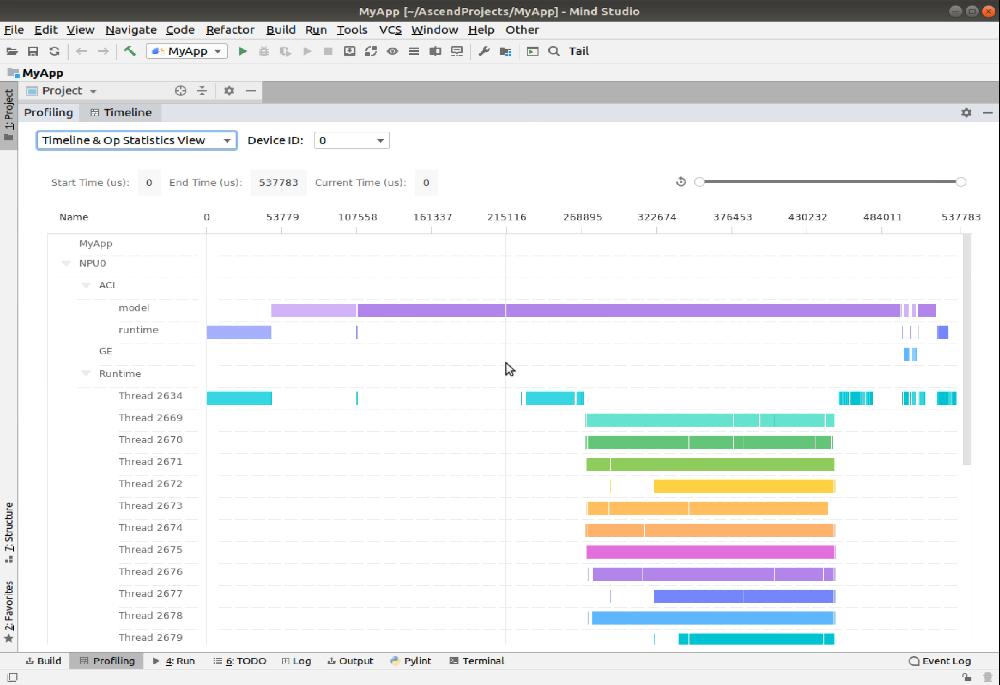 MyApp [~/AscendProjects/MyApp] - Mind Studio
File Edit View Navigate Code Refactor Build Run Tools VCS Window Help Other
MyApp Tail
MyApp
1: Project
Project
Profiling Timeline
Timeline & Op Statistics View Device ID: 0
Start Time (us): 0 End Time (us): 537783 Current Time (us): 0
Name 0 53779 107558 161337 215116 268895 322674 376453 430232 484011 537783
MyApp
NPU0
ACL
model
runtime
GE
Runtime
Thread 2634
Thread 2669
Thread 2670
Thread 2671
Thread 2672
Thread 2673
Thread 2674
Thread 2675
Thread 2676
Thread 2677
Thread 2678
Thread 2679
7: Structure
2: Favorites
Build Profiling 4: Run 6: TODO Log Output Pylint Terminal Event Log